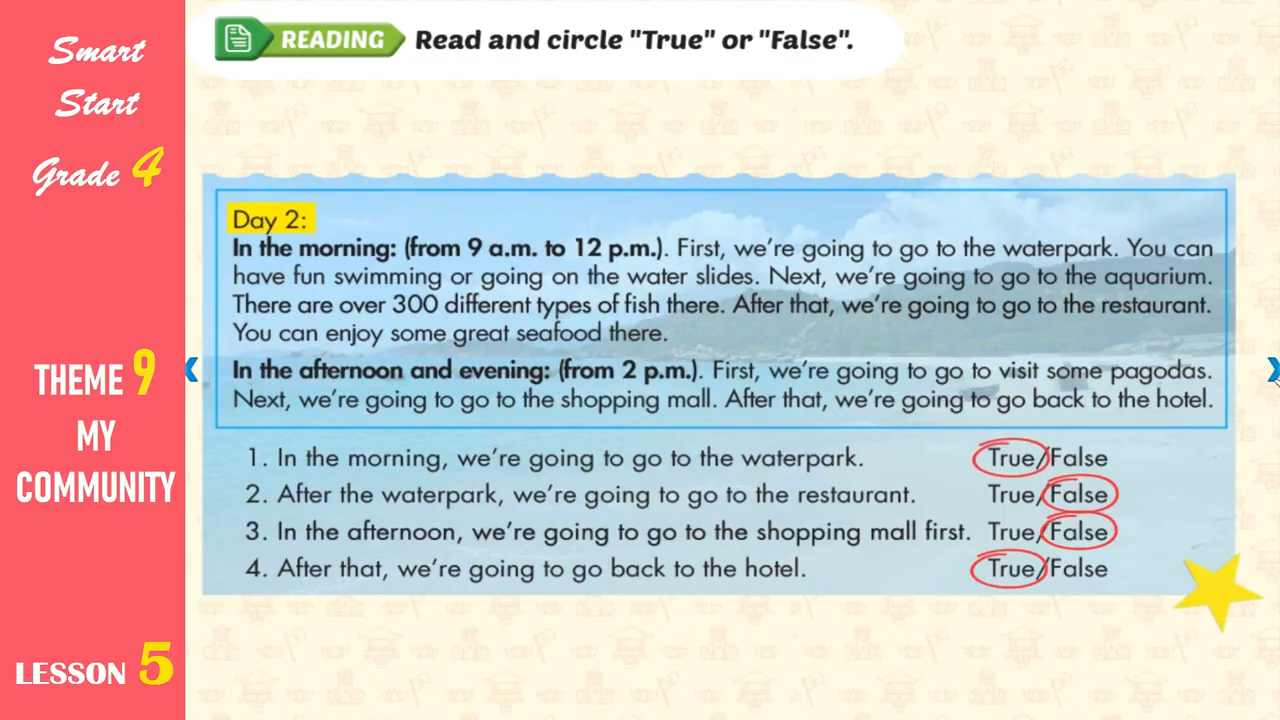 Smart
Start
Grade 4
THEME 9
MY
COMMUNITY
LESSON 5
READING Read and circle "True" or "False".
Day 2:
In the morning: (from 9 a.m. to 12 p.m.). First, we're going to go to the waterpark. You can
have fun swimming or going on the water slides. Next, we're going to go to the aquarium.
There are over 300 different types of fish there. After that, we're going to go to the restaurant.
You can enjoy some great seafood there.
In the afternoon and evening: (from 2 p.m.). First, we're going to go to visit some pagodas.
Next, we're going to go to the shopping mall. After that, we're going to go back to the hotel.
1. In the morning, we're going to go to the waterpark. True/False
2. After the waterpark, we're going to go to the restaurant. True/False
3. In the afternoon, we're going to go to the shopping mall first. True/False
4. After that, we're going to go back to the hotel. True/False